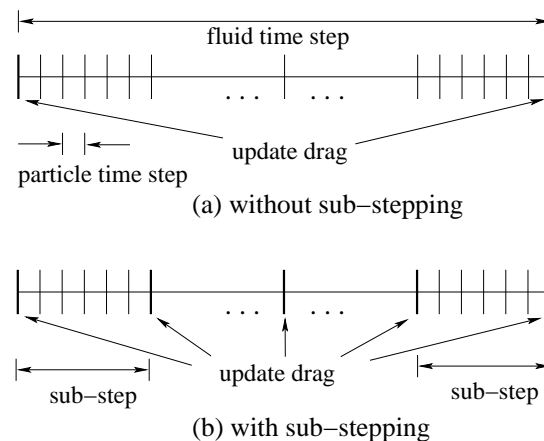 fluid time step
. . . . . .
update drag
particle time step
(a) without sub−stepping
. . . . . .
update drag
sub−step sub−step
(b) with sub−stepping